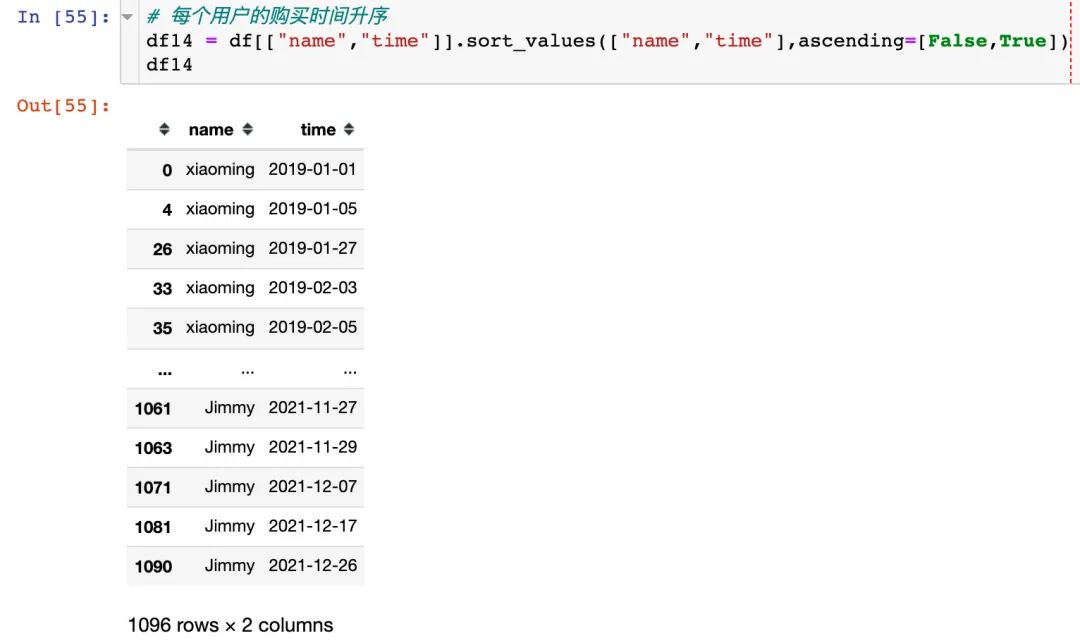 In [55]: # 每个用户的购买时间升序
df14 = df[["name","time"]].sort_values(["name","time"],ascending=[False,True])
df14
Out[55]:
name time
0 xiaoming 2019-01-01
4 xiaoming 2019-01-05
26 xiaoming 2019-01-27
33 xiaoming 2019-02-03
35 xiaoming 2019-02-05
... ... ...
1061 Jimmy 2021-11-27
1063 Jimmy 2021-11-29
1071 Jimmy 2021-12-07
1081 Jimmy 2021-12-17
1090 Jimmy 2021-12-26
1096 rows × 2 columns